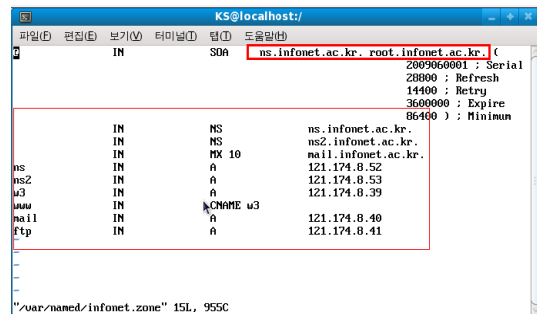 KS@localhost:/
파일(F) 편집(E) 보기(V) 터미널(T) 탭(T) 도움말(H)
@ IN SOA ns.infonet.ac.kr. root.infonet.ac.kr. (
2009060001 ; Serial
28800 ; Refresh
14400 ; Retry
3600000 ; Expire
86400 ) ; Minimum
IN NS ns.infonet.ac.kr.
IN NS ns2.infonet.ac.kr.
IN MX 10 mail.infonet.ac.kr.
ns IN A 121.174.8.52
ns2 IN A 121.174.8.53
w3 IN A 121.174.8.39
www IN CNAME w3
mail IN A 121.174.8.40
ftp IN A 121.174.8.41
~
~
~
~
~
"/var/named/infonet.zone" 15L, 955C